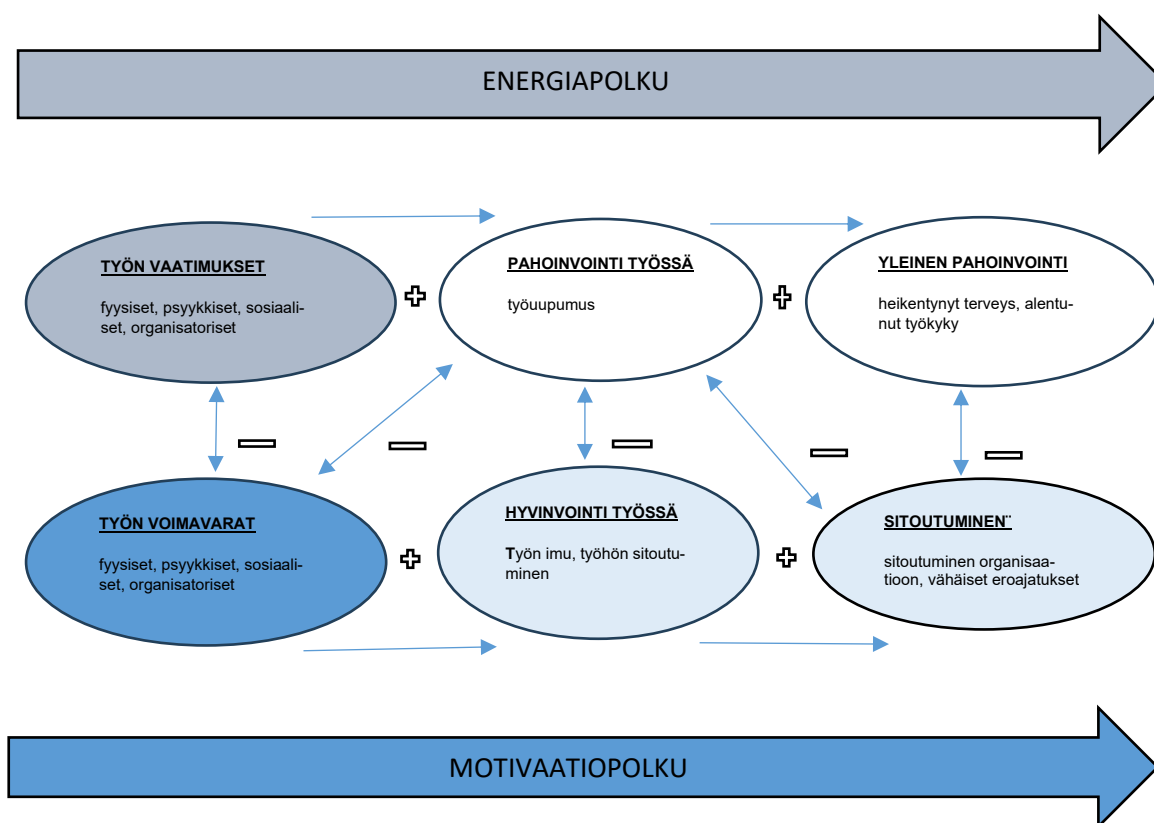 ENERGIAPOLKU
TYÖN VAATIMUKSET
fyysiset, psyykkiset, sosiaali-
set, organisatoriset
PAHOINVOINTI TYÖSSÄ
työuupumus
YLEINEN PAHOINVOINTI
heikentynyt terveys, alentu-
nut työkyky
TYÖN VOIMAVARAT
fyysiset, psyykkiset, sosiaali-
set, organisatoriset
HYVINVOINTI TYÖSSÄ
Työn imu, työhön sitoutu-
minen
SITOUTUMINEN¨
sitoutuminen organisaa-
tioon, vähäiset eroajatukset
MOTIVAATIOPOLKU